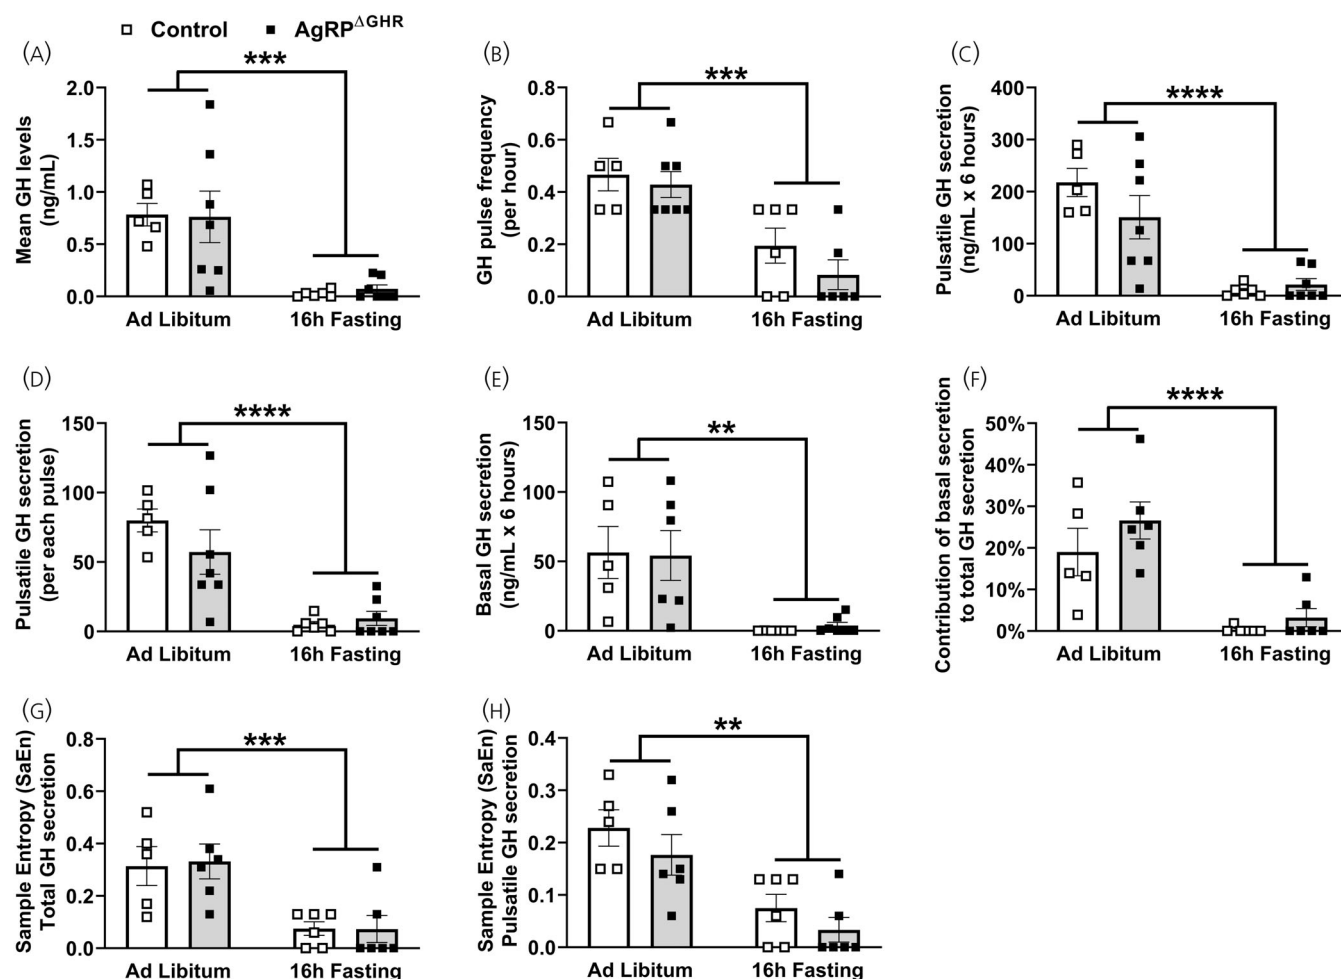 Control AgRPΔGHR
(A)
Mean GH levels
(ng/mL)
2.0
1.5
1.0
0.5
0.0
***
Ad Libitum 16h Fasting
(B)
GH pulse frequency
(per hour)
0.8
0.6
0.4
0.2
0.0
***
Ad Libitum 16h Fasting
(C)
Pulsatile GH secretion
(ng/mL x 6 hours)
400
300
200
100
0
****
Ad Libitum 16h Fasting
(D)
Pulsatile GH secretion
(per each pulse)
150
100
50
0
****
Ad Libitum 16h Fasting
(E)
Basal GH secretion
(ng/mL x 6 hours)
150
100
50
0
**
Ad Libitum 16h Fasting
(F)
Contribution of basal secretion
to total GH secretion
50%
40%
30%
20%
10%
0%
****
Ad Libitum 16h Fasting
(G)
Sample Entropy (SaEn)
Total GH secretion
0.8
0.6
0.4
0.2
0.0
***
Ad Libitum 16h Fasting
(H)
Sample Entropy (SaEn)
Pulsatile GH secretion
0.4
0.3
0.2
0.1
0.0
**
Ad Libitum 16h Fasting